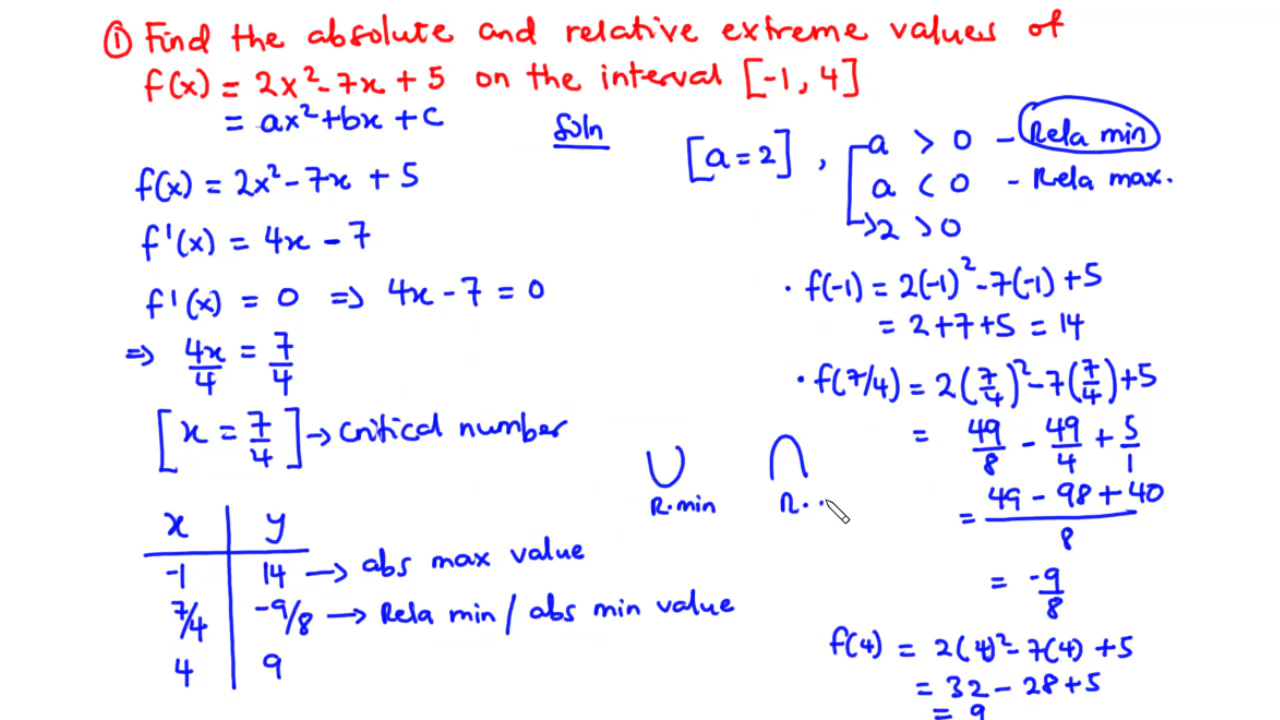 ① Find the absolute and relative extreme values of
f(x) = 2x² - 7x + 5 on the interval [-1, 4]
= ax² + bx + c
Soln
f(x) = 2x² - 7x + 5
f'(x) = 4x - 7
f'(x) = 0 => 4x - 7 = 0
=> 4x/4 = 7/4
[x = 7/4] -> critical number
x | y
-1 | 14 -> abs max value
7/4 | -9/8 -> Rela min / abs min value
4 | 9
∪ ∩
R.min R..
[a = 2] , a > 0 - Rela min
a < 0 - Rela max.
-> 2 > 0
· f(-1) = 2(-1)² - 7(-1) + 5
= 2 + 7 + 5 = 14
· f(7/4) = 2(7/4)² - 7(7/4) + 5
= 49/8 - 49/4 + 5/1
= (49 - 98 + 40)/8
= -9/8
f(4) = 2(4)² - 7(4) + 5
= 32 - 28 + 5
= 9